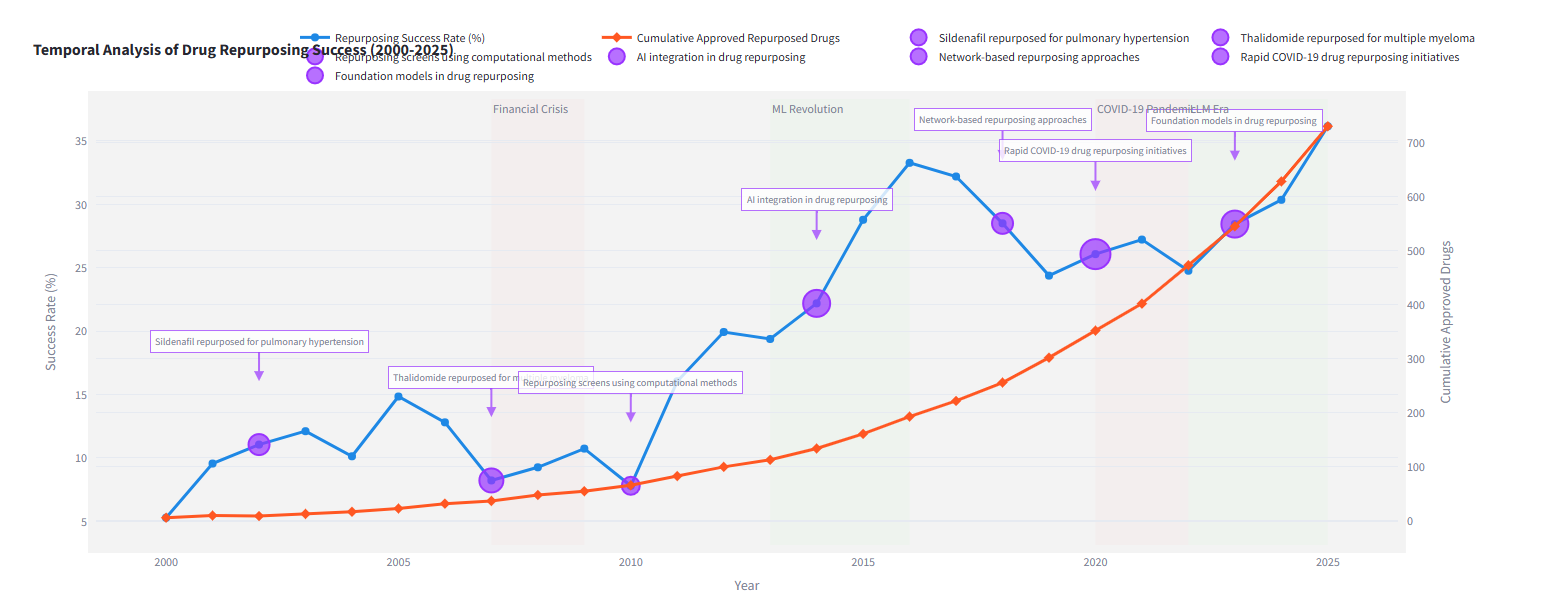 Temporal Analysis of Drug Repurposing Success (2000-2025)
Repurposing Success Rate (%)
Cumulative Approved Repurposed Drugs
Sildenafil repurposed for pulmonary hypertension
Thalidomide repurposed for multiple myeloma
Repurposing screens using computational methods
AI integration in drug repurposing
Network-based repurposing approaches
Rapid COVID-19 drug repurposing initiatives
Foundation models in drug repurposing
Financial Crisis
ML Revolution
COVID-19 Pandemic
LLM Era
Network-based repurposing approaches
Foundation models in drug repurposing
Rapid COVID-19 drug repurposing initiatives
AI integration in drug repurposing
Sildenafil repurposed for pulmonary hypertension
Thalidomide repurposed for
Repurposing screens using computational methods
35
30
25
20
15
10
5
Success Rate (%)
700
600
500
400
300
200
100
0
Cumulative Approved Drugs
2000
2005
2010
2015
2020
2025
Year